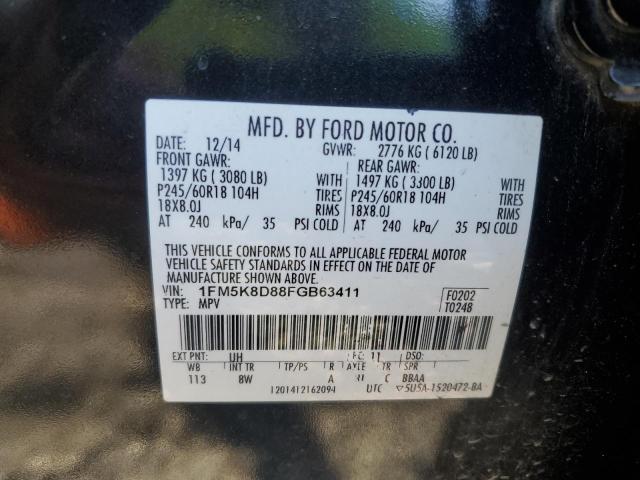 MFD. BY FORD MOTOR CO.
DATE: 12/14 GVWR: 2776 KG ( 6120 LB)
FRONT GAWR: REAR GAWR:
1397 KG ( 3080 LB) WITH 1497 KG ( 3300 LB) WITH
P245/60R18 104H TIRES P245/60R18 104H TIRES
18X8.0J RIMS 18X8.0J RIMS
AT 240 kPa/ 35 PSI COLD AT 240 kPa/ 35 PSI COLD
THIS VEHICLE CONFORMS TO ALL APPLICABLE FEDERAL MOTOR
VEHICLE SAFETY STANDARDS IN EFFECT ON THE DATE OF
MANUFACTURE SHOWN ABOVE.
VIN: 1FM5K8D88FGB63411 F0202
TYPE: MPV T0248
EXT PNT: UH RC: 11 DSO:
WB INT TR TP/PS R AXLE TR SPR
113 BW A C BBAA
1201412162094 UTC 5U5A-1520472-BA